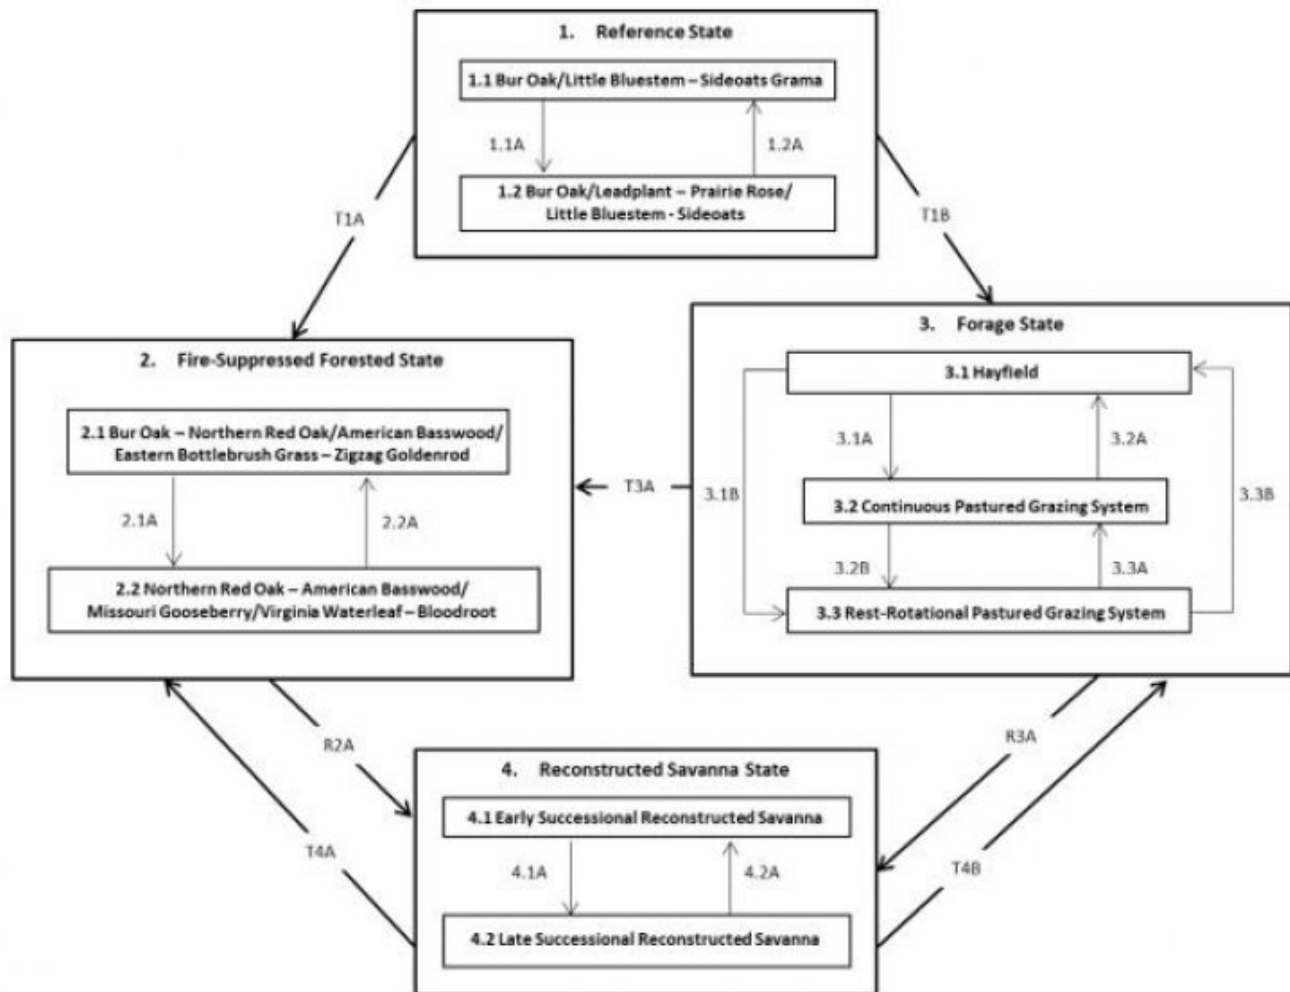 1. Reference State
1.1 Bur Oak/Little Bluestem – Sideoats Grama
1.1A
1.2A
1.2 Bur Oak/Leadplant – Prairie Rose/
Little Bluestem - Sideoats
T1A
T1B
2. Fire-Suppressed Forested State
2.1 Bur Oak – Northern Red Oak/American Basswood/
Eastern Bottlebrush Grass – Zigzag Goldenrod
2.1A
2.2A
2.2 Northern Red Oak – American Basswood/
Missouri Gooseberry/Virginia Waterleaf – Bloodroot
T3A
3. Forage State
3.1 Hayfield
3.1A
3.2A
3.1B
3.3B
3.2 Continuous Pastured Grazing System
3.2B
3.3A
3.3 Rest-Rotational Pastured Grazing System
R2A
T4A
R3A
T4B
4. Reconstructed Savanna State
4.1 Early Successional Reconstructed Savanna
4.1A
4.2A
4.2 Late Successional Reconstructed Savanna